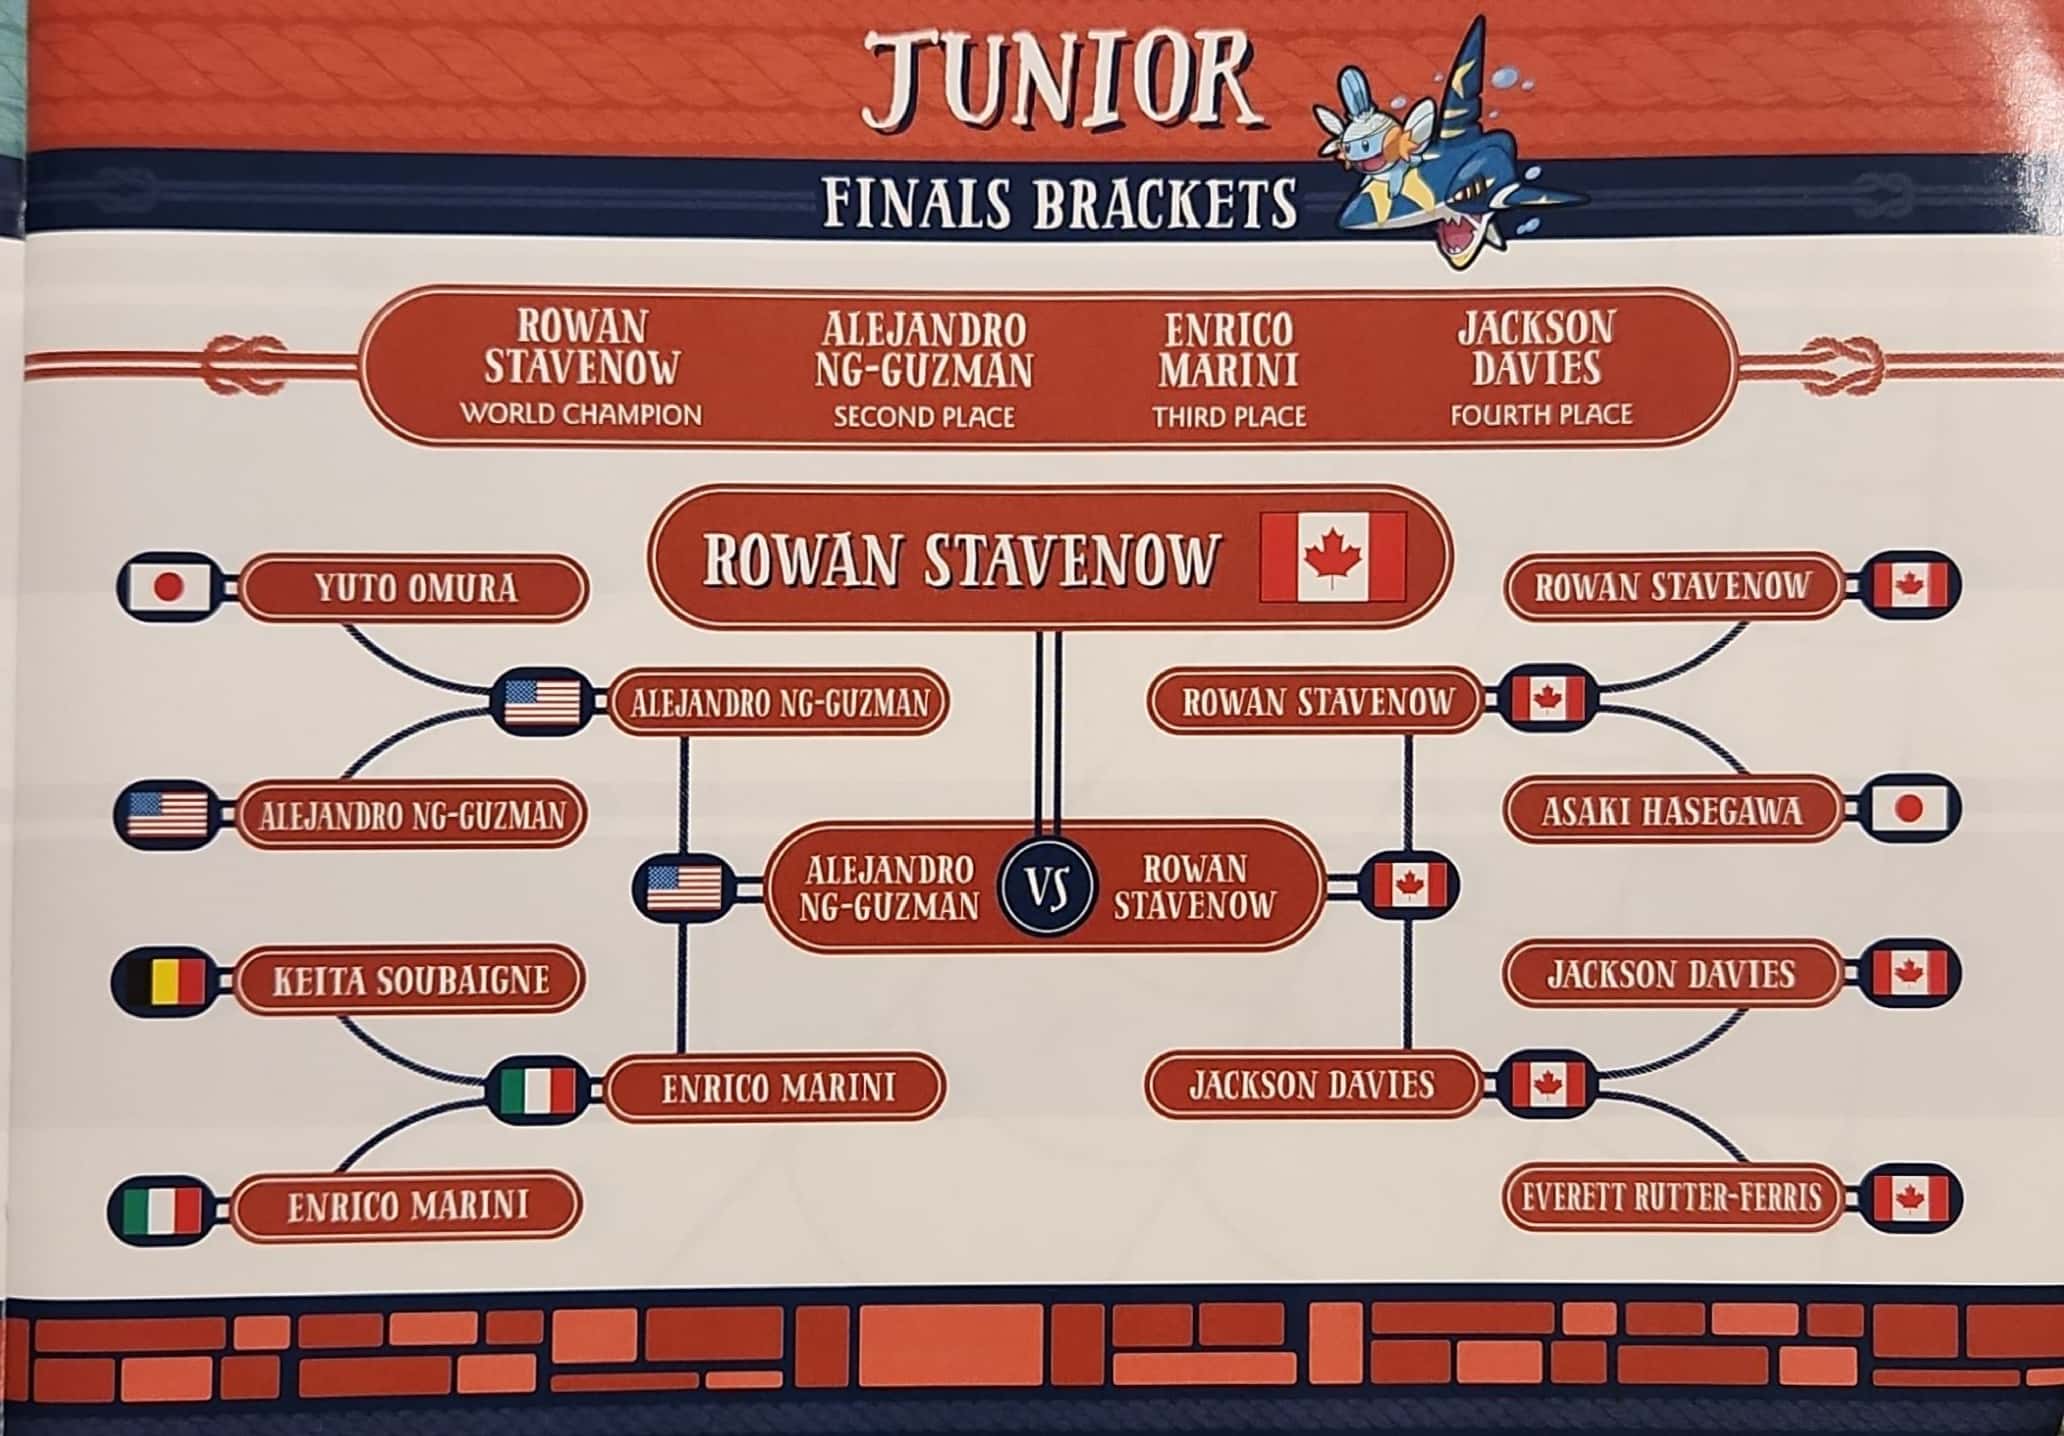 JUNIOR
FINALS BRACKETS
ROWAN
STAVENOW
WORLD CHAMPION
ALEJANDRO
NG-GUZMAN
SECOND PLACE
ENRICO
MARINI
THIRD PLACE
JACKSON
DAVIES
FOURTH PLACE
ROWAN STAVENOW
YUTO OMURA
ALEJANDRO NG-GUZMAN
ALEJANDRO NG-GUZMAN
KEITA SOUBAIGNE
ENRICO MARINI
ENRICO MARINI
ALEJANDRO
NG-GUZMAN
VS
ROWAN
STAVENOW
ROWAN STAVENOW
ROWAN STAVENOW
ASAKI HASEGAWA
JACKSON DAVIES
JACKSON DAVIES
EVERETT RUTTER-FERRIS